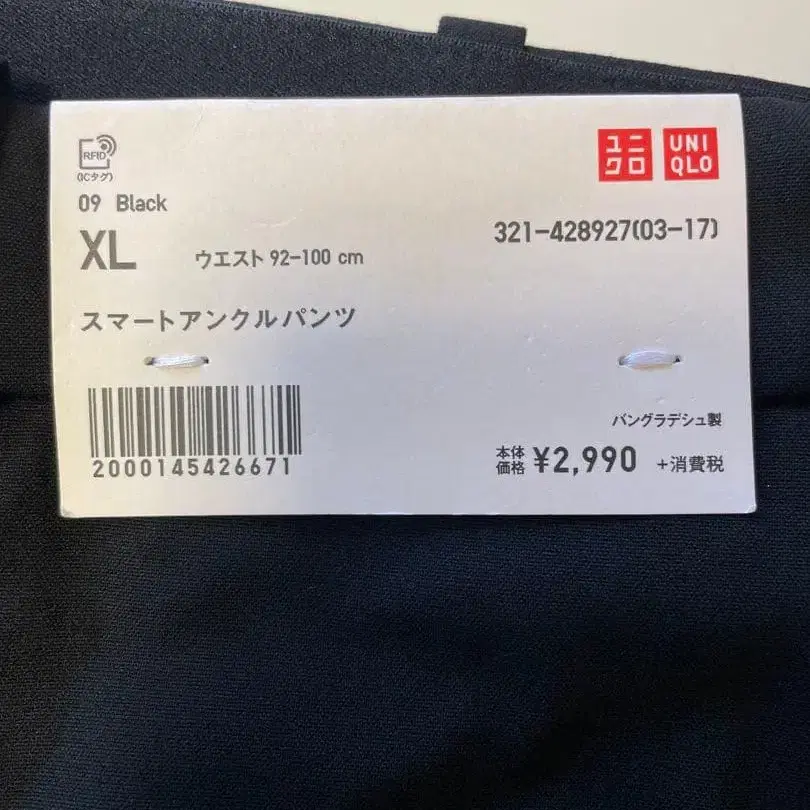 RFID
(ICタグ)
ユニ
クロ
UNI
QLO
09 Black
XL ウエスト 92-100 cm
321-428927(03-17)
スマートアンクルパンツ
2000145426671
バングラデシュ製
本体
価格 ¥2,990 +消費税